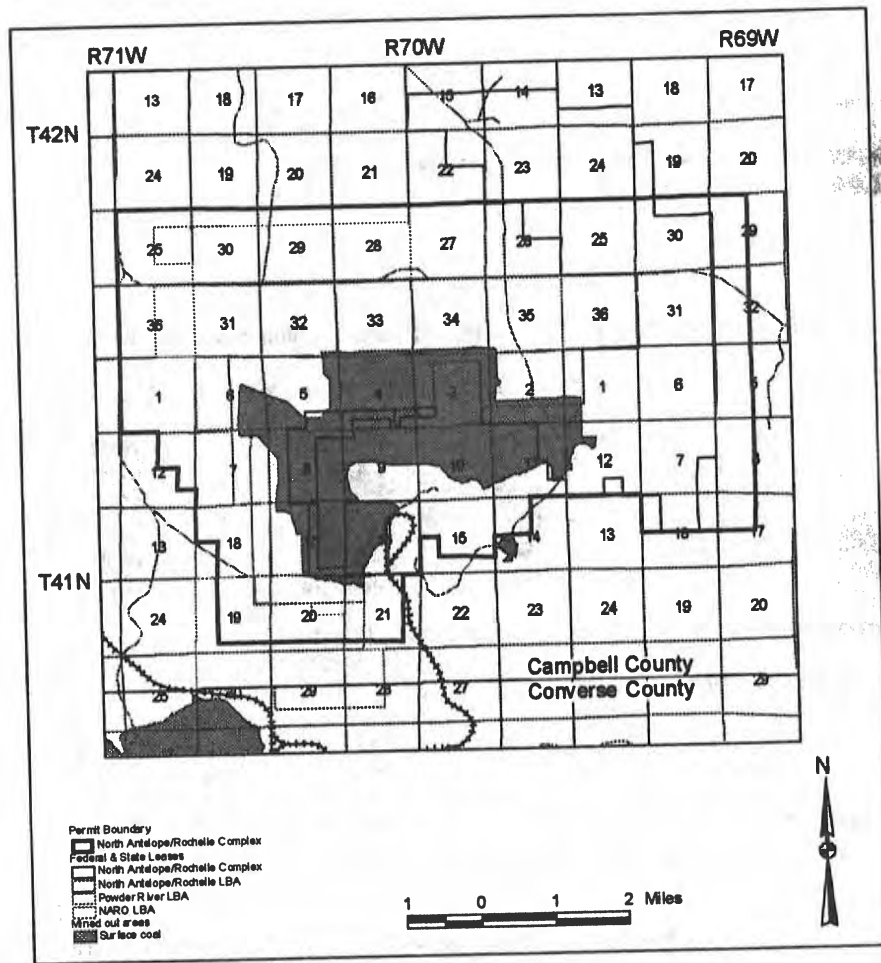 R71W R70W R69W
13 18 17 16 15 14 13 18 17
T42N
24 19 20 21 22 23 24 19 20
25 30 29 28 27 26 25 30 29
36 31 32 33 34 35 36 31 32
1 6 5 4 3 2 1 6 5
12 7 8 9 10 11 12 7 8
13 18 15 14 13 18 17
T41N
24 19 20 21 22 23 24 19 20
Campbell County
Converse County
25 29 28 27 29
N
Permit Boundary
North Antelope/Rochelle Complex
Federal & State Leases
North Antelope/Rochelle Complex
North Antelope/Rochelle LBA
Powder River LBA
NARO LBA
Mined out areas
Surface coal
1 0 1 2 Miles